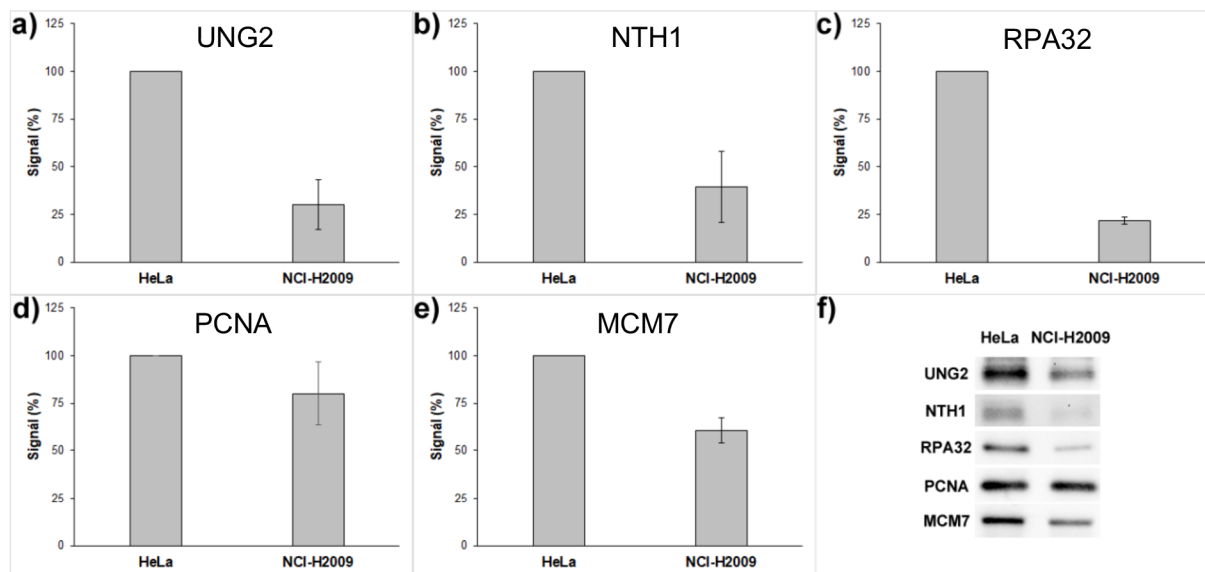 a)
UNG2
Signál (%)
125
100
75
50
25
0
HeLa NCI-H2009
b)
NTH1
Signál (%)
125
100
75
50
25
0
HeLa NCI-H2009
c)
RPA32
Signál (%)
125
100
75
50
25
0
HeLa NCI-H2009
d)
PCNA
Signál (%)
125
100
75
50
25
0
HeLa NCI-H2009
e)
MCM7
Signál (%)
125
100
75
50
25
0
HeLa NCI-H2009
f)
HeLa NCI-H2009
UNG2
NTH1
RPA32
PCNA
MCM7